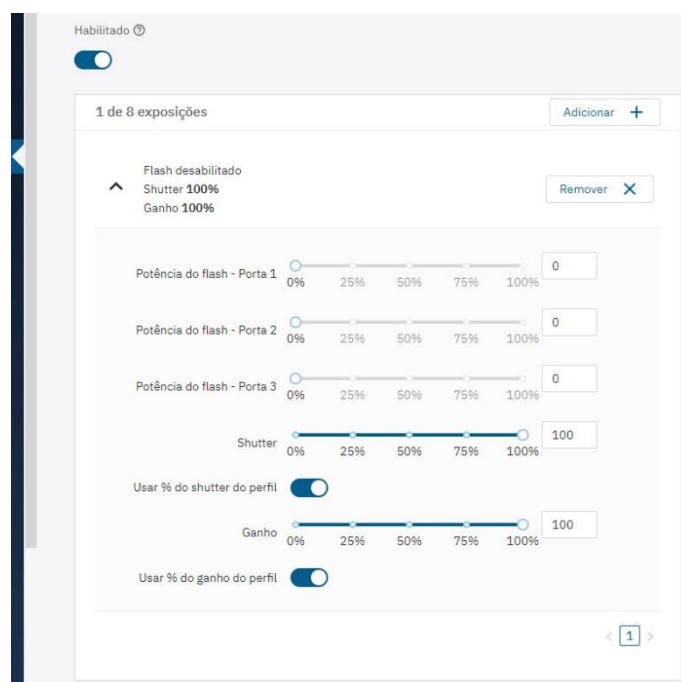 Habilitado
1 de 8 exposições
Adicionar +
Flash desabilitado
Shutter 100%
Ganho 100%
Remover X
Potência do flash - Porta 1
0% 25% 50% 75% 100%
0
Potência do flash - Porta 2
0% 25% 50% 75% 100%
0
Potência do flash - Porta 3
0% 25% 50% 75% 100%
0
Shutter
0% 25% 50% 75% 100%
100
Usar % do shutter do perfil
Ganho
0% 25% 50% 75% 100%
100
Usar % do ganho do perfil
< 1 >